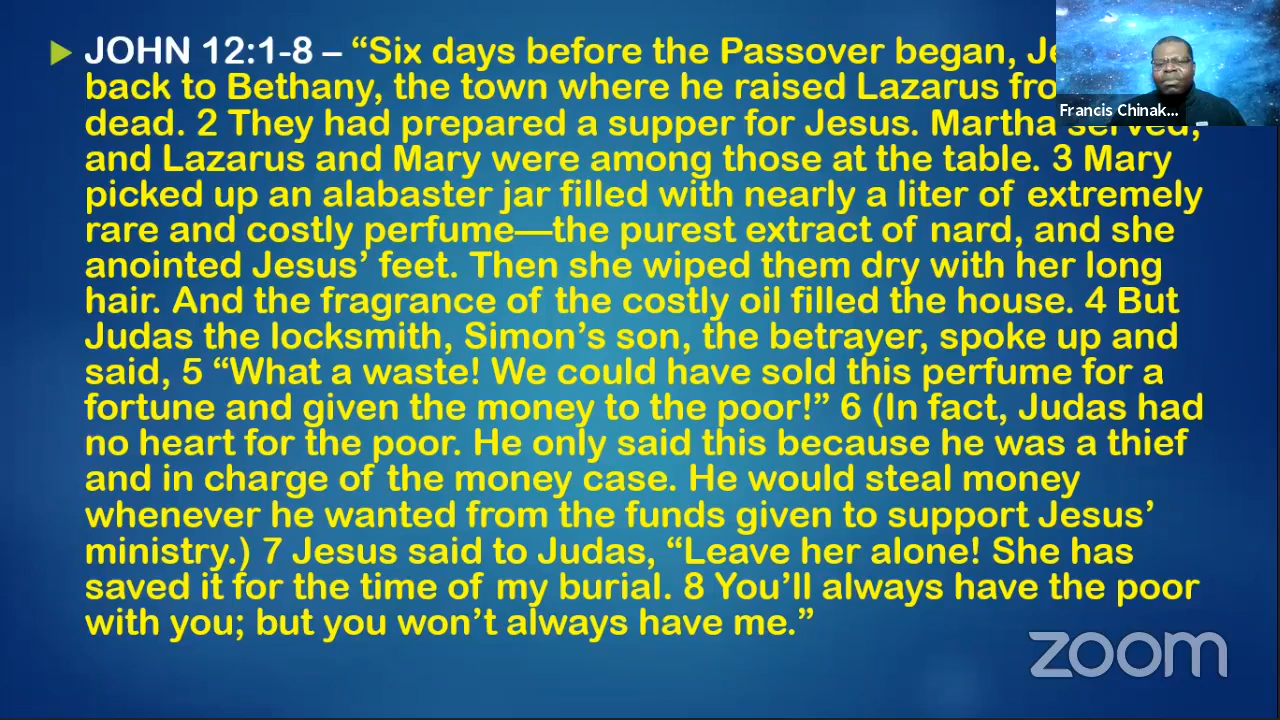 JOHN 12:1-8 – “Six days before the Passover began, Je
back to Bethany, the town where he raised Lazarus fro
dead. 2 They had prepared a supper for Jesus. Martha served,
and Lazarus and Mary were among those at the table. 3 Mary
picked up an alabaster jar filled with nearly a liter of extremely
rare and costly perfume—the purest extract of nard, and she
anointed Jesus’ feet. Then she wiped them dry with her long
hair. And the fragrance of the costly oil filled the house. 4 But
Judas the locksmith, Simon’s son, the betrayer, spoke up and
said, 5 “What a waste! We could have sold this perfume for a
fortune and given the money to the poor!” 6 (In fact, Judas had
no heart for the poor. He only said this because he was a thief
and in charge of the money case. He would steal money
whenever he wanted from the funds given to support Jesus’
ministry.) 7 Jesus said to Judas, “Leave her alone! She has
saved it for the time of my burial. 8 You’ll always have the poor
with you; but you won’t always have me.”
Francis Chinak...
zoom